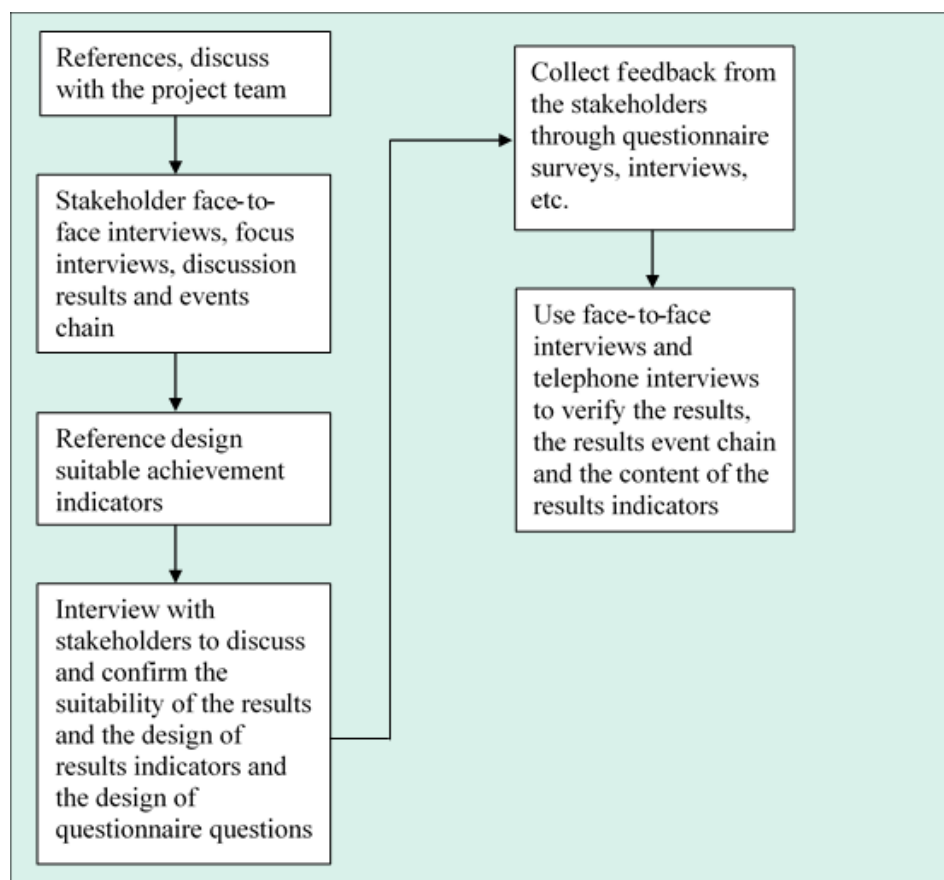 References, discuss
with the project team
Stakeholder face-to-
face interviews, focus
interviews, discussion
results and events
chain
Reference design
suitable achievement
indicators
Interview with
stakeholders to discuss
and confirm the
suitability of the results
and the design of
results indicators and
the design of
questionnaire questions
Collect feedback from
the stakeholders
through questionnaire
surveys, interviews,
etc.
Use face-to-face
interviews and
telephone interviews
to verify the results,
the results event chain
and the content of the
results indicators